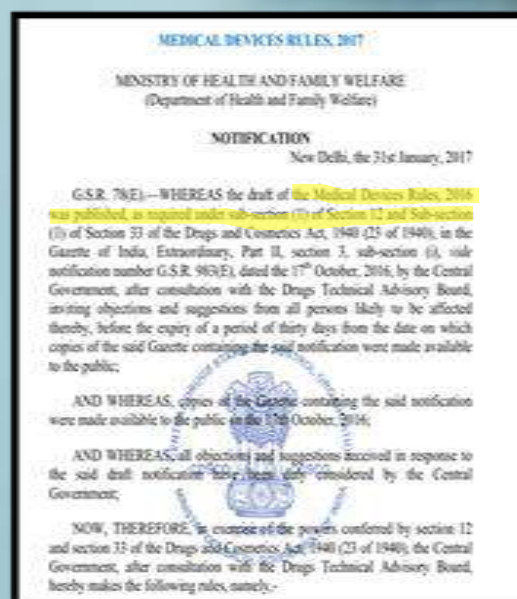 MEDICAL DEVICES RULES, 2017
MINISTRY OF HEALTH AND FAMILY WELFARE
(Department of Health and Family Welfare)
NOTIFICATION
New Delhi, the 31st January, 2017
G.S.R. 78(E).—WHEREAS the draft of the Medical Devices Rules, 2016
was published, as required under sub-section (1) of Section 12 and Sub-section
(1) of Section 33 of the Drugs and Cosmetics Act, 1940 (23 of 1940), in the
Gazette of India, Extraordinary, Part II, section 3, sub-section (i), vide
notification number G.S.R. 983(E), dated the 17th October, 2016, by the Central
Government, after consultation with the Drugs Technical Advisory Board,
inviting objections and suggestions from all persons likely to be affected
thereby, before the expiry of a period of thirty days from the date on which
copies of the said Gazette containing the said notification were made available
to the public;
AND WHEREAS, copies of the Gazette containing the said notification
were made available to the public on the 17th October, 2016;
AND WHEREAS, all objections and suggestions received in response to
the said draft notification have been duly considered by the Central
Government;
NOW, THEREFORE, in exercise of the powers conferred by section 12
and section 33 of the Drugs and Cosmetics Act, 1940 (23 of 1940), the Central
Government, after consultation with the Drugs Technical Advisory Board,
hereby makes the following rules, namely,-